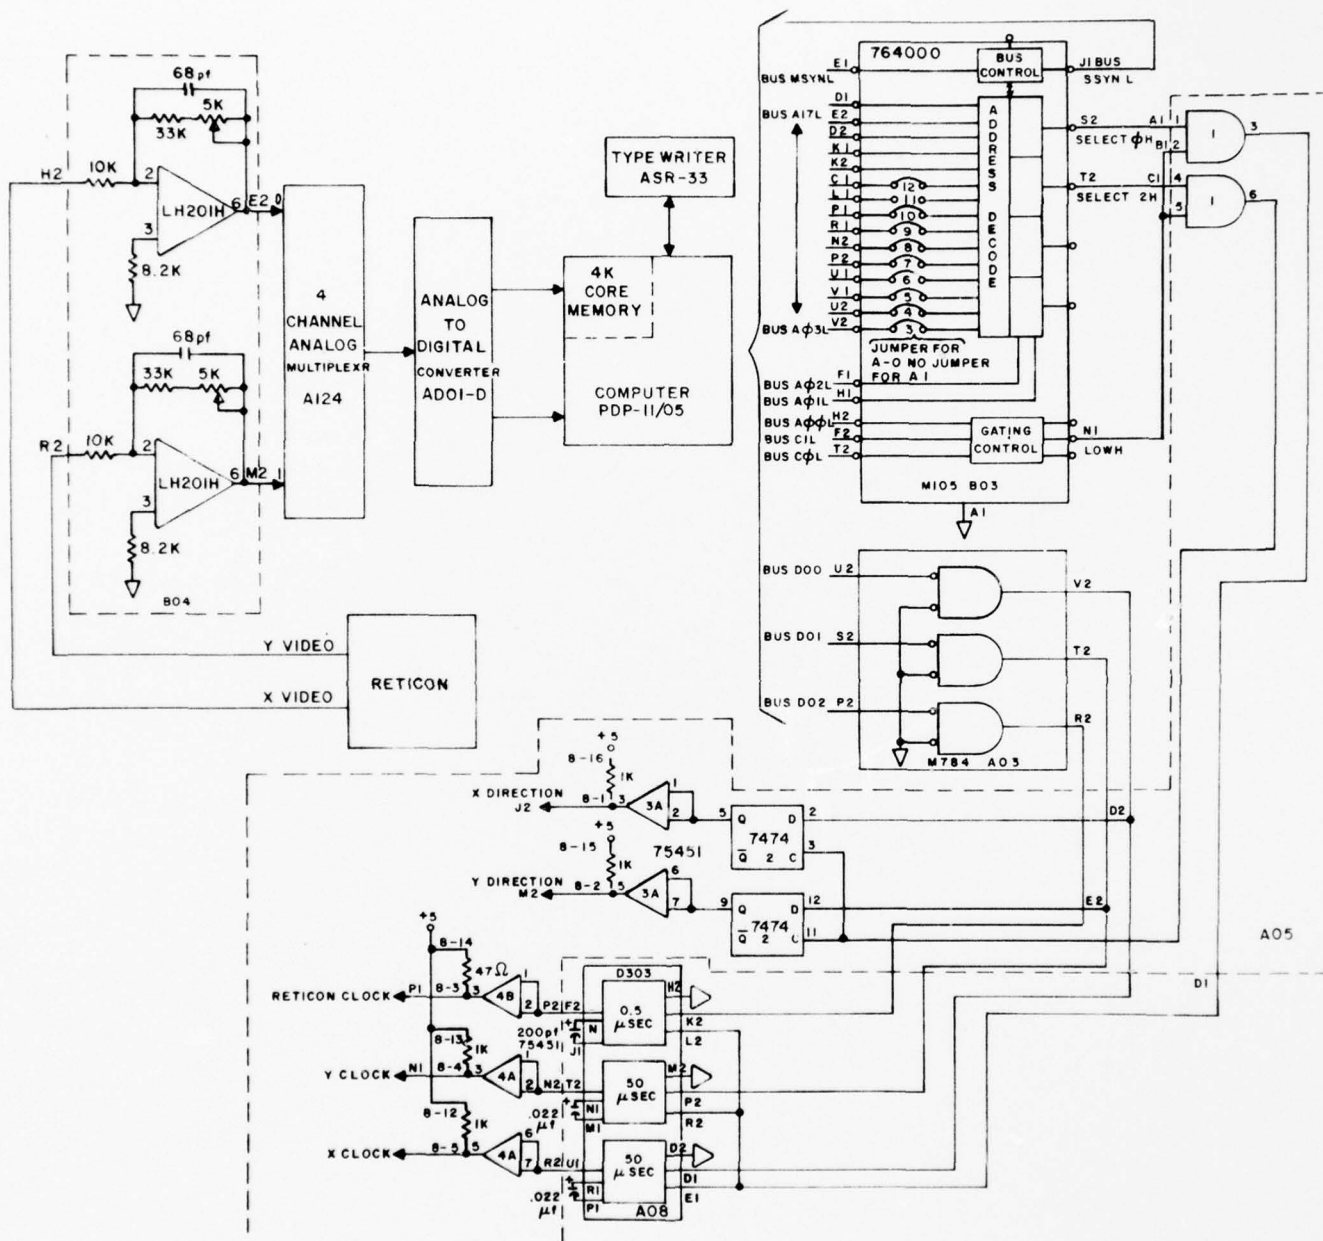 68pf
5K
33K
10K
H2
2
LH201H
6
E2 0
3
8.2K
68pf
33K
5K
10K
R2
2
LH201H
6
M2
1
3
8.2K
B04
4
CHANNEL
ANALOG
MULTIPLEXR
A124
ANALOG
TO
DIGITAL
CONVERTER
AD01-D
TYPE WRITER
ASR-33
4K
CORE
MEMORY
COMPUTER
PDP-11/05
Y VIDEO
X VIDEO
RETICON
764000
BUS
CONTROL
E1
BUS MSYNL
J1 BUS
SSYN L
D1
BUS A17L
E2
D2
K1
K2
C1
12
L1
11
P1
10
R1
9
N2
8
P2
7
U1
6
V1
5
U2
4
V2
3
BUS Aφ3L
ADDRESS DECODE
JUMPER FOR
A-0 NO JUMPER
FOR A1
F1
BUS Aφ2L
H1
BUS Aφ1L
H2
BUS AφφL
F2
BUS C1L
T2
BUS CφL
GATING
CONTROL
N1
LOWH
M105 B03
A1
S2
SELECT φH
A1
1
B1
2
1
3
T2
SELECT 2H
C1
4
5
1
6
BUS D00
U2
V2
BUS D01
S2
T2
BUS D02
P2
R2
M784 A03
+5
8-16
1K
X DIRECTION
J2
8-1
3
3A
1
2
5
Q
D
2
7474
Q
2
C
3
D2
+5
8-15
1K
75451
Y DIRECTION
M2
8-2
5
3A
6
7
9
Q
D
12
7474
Q
2
C
11
E2
A05
D1
+5
8-14
47Ω
RETICON CLOCK
P1
8-3
3
4B
1
2
P2
F2
D303
0.5
μSEC
H2
K2
L2
N
J1
200pf
75451
8-13
1K
Y CLOCK
N1
8-4
3
4A
1
2
N2
T2
50
μSEC
M2
P2
R2
N1
M1
.022
μf
8-12
1K
X CLOCK
8-5
5
4A
6
7
R2
U1
50
μSEC
D2
D1
E1
R1
P1
.022
μf
A08